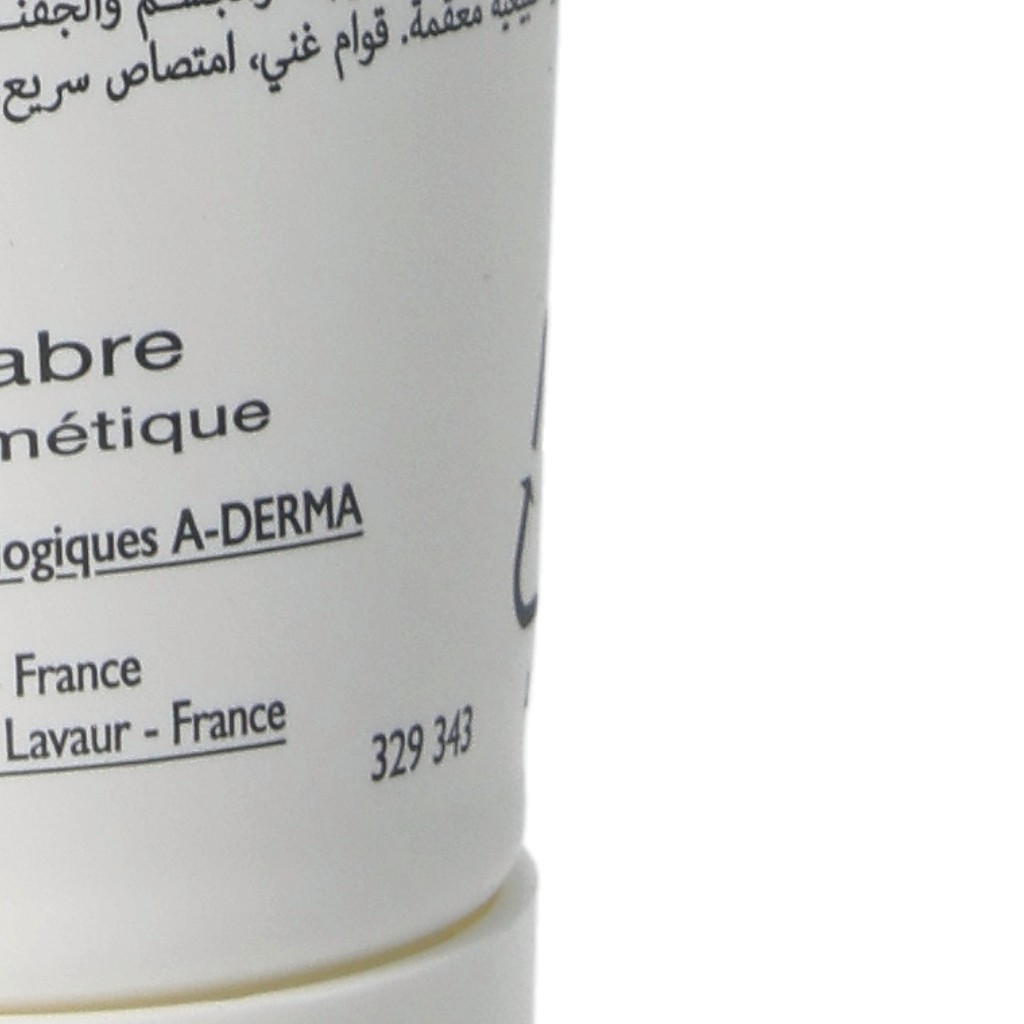 معقمة. قوام غني، امتصاص سريع
abre
métique
ogiques A-DERMA
France
Lavaur - France
329 343